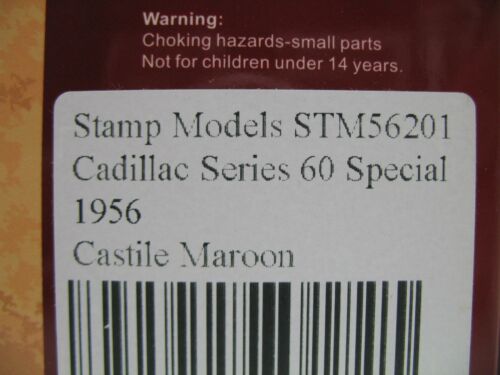 Warning:
Choking hazards-small parts
Not for children under 14 years.
Stamp Models STM56201
Cadillac Series 60 Special
1956
Castile Maroon